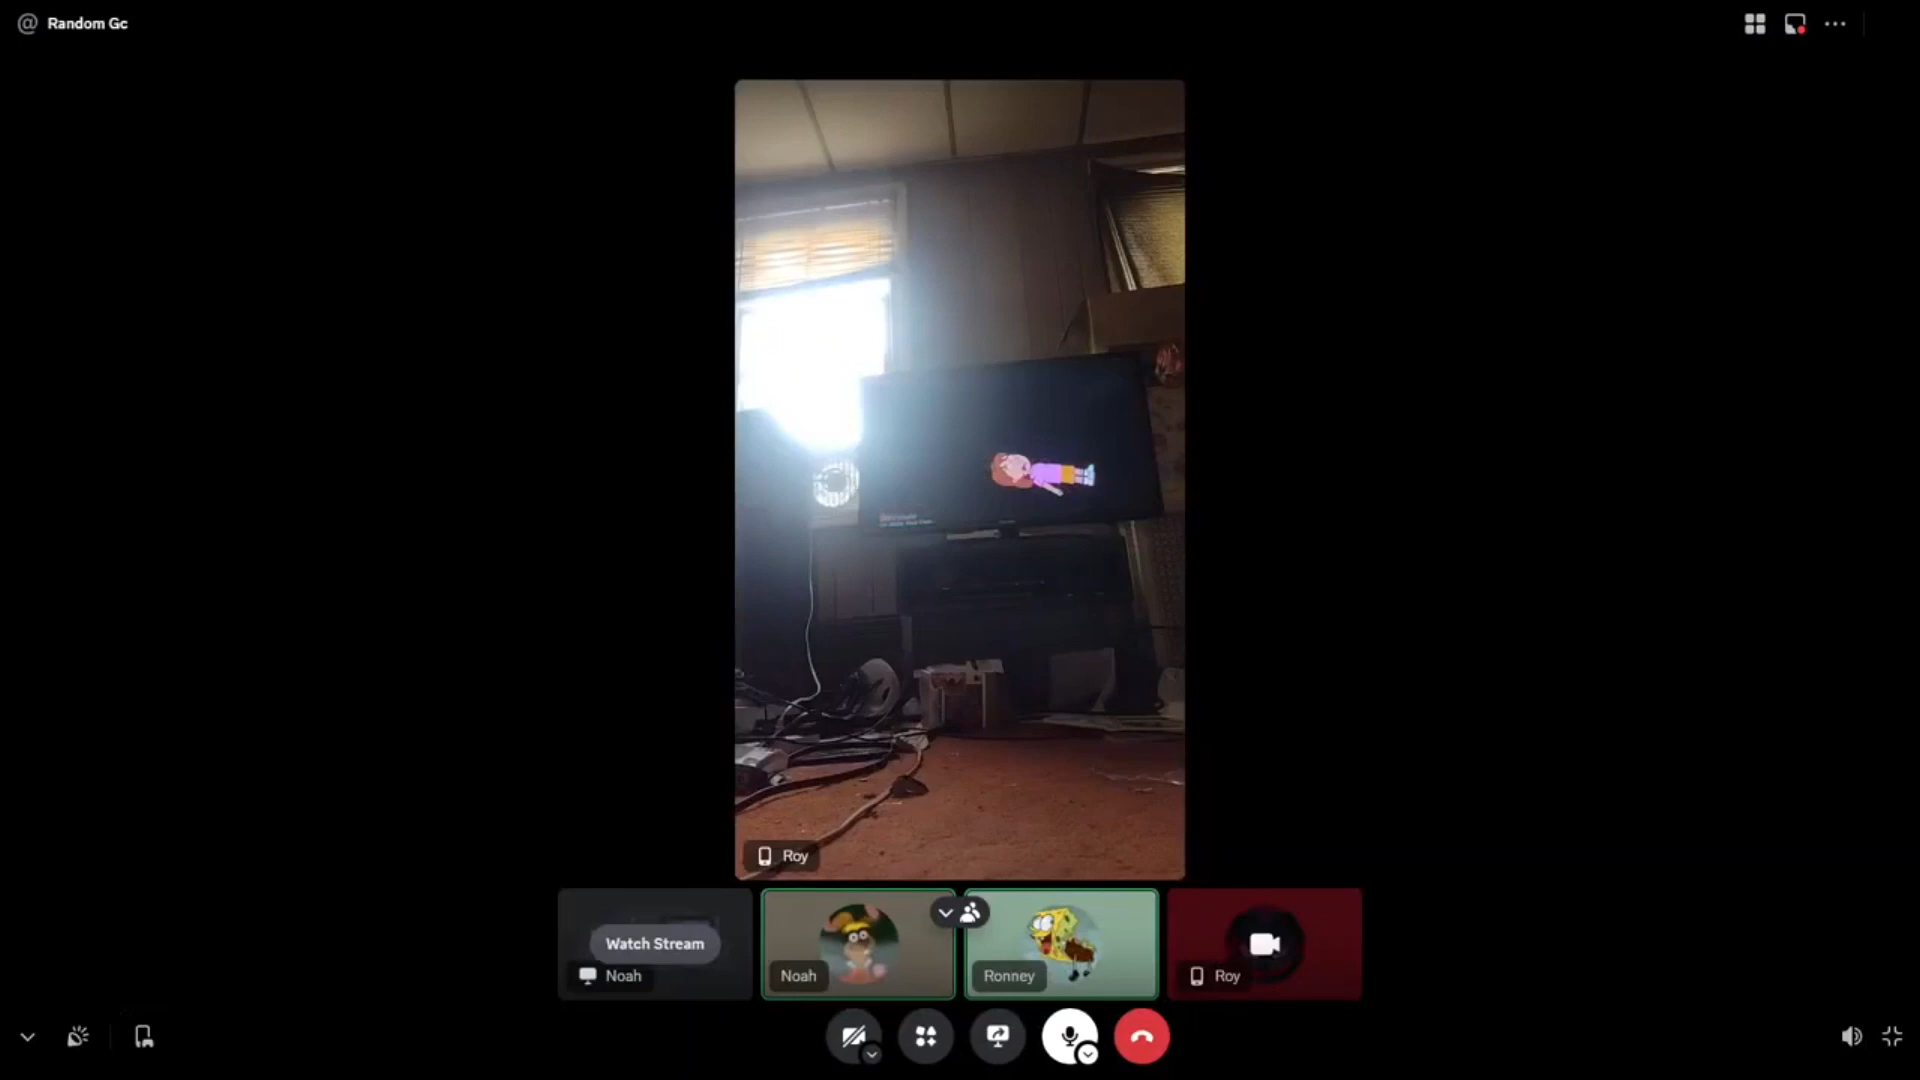 Random Gc
Roy
Watch Stream
Noah
Noah
Ronney
Roy